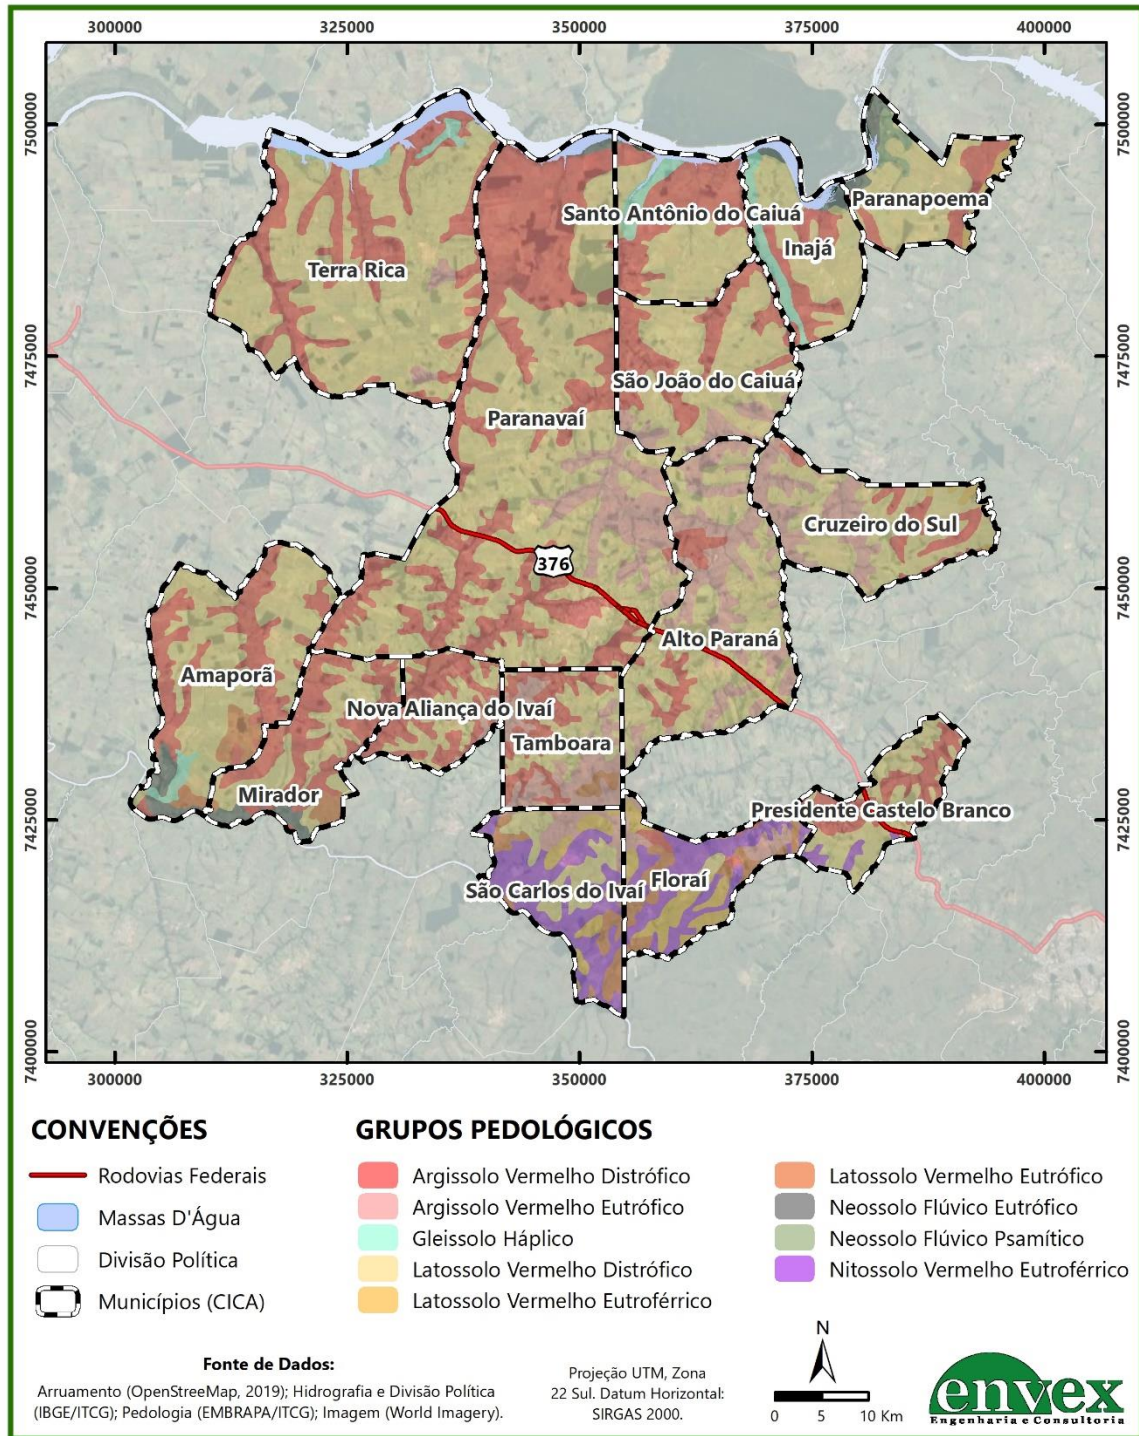 300000 325000 350000 375000 400000
7500000 7500000
Paranapoema
Santo Antônio do Caiuá
Inajá
Terra Rica
7475000 7475000
São João do Caiuá
Paranavaí
Cruzeiro do Sul
376
7450000 7450000
Alto Paraná
Amaporã
Nova Aliança do Ivaí
Tamboara
Mirador
Presidente Castelo Branco
7425000 7425000
Floraí
São Carlos do Ivaí
7400000 7400000
300000 325000 350000 375000 400000
CONVENÇÕES
Rodovias Federais
Massas D'Água
Divisão Política
Municípios (CICA)
GRUPOS PEDOLÓGICOS
Argissolo Vermelho Distrófico
Argissolo Vermelho Eutrófico
Gleissolo Háplico
Latossolo Vermelho Distrófico
Latossolo Vermelho Eutroférrico
Latossolo Vermelho Eutrófico
Neossolo Flúvico Eutrófico
Neossolo Flúvico Psamítico
Nitossolo Vermelho Eutroférrico
Fonte de Dados:
Arruamento (OpenStreeMap, 2019); Hidrografia e Divisão Política
(IBGE/ITCG); Pedologia (EMBRAPA/ITCG); Imagem (World Imagery).
Projeção UTM, Zona
22 Sul. Datum Horizontal:
SIRGAS 2000.
N
0 5 10 Km
envex
Engenharia e Consultoria